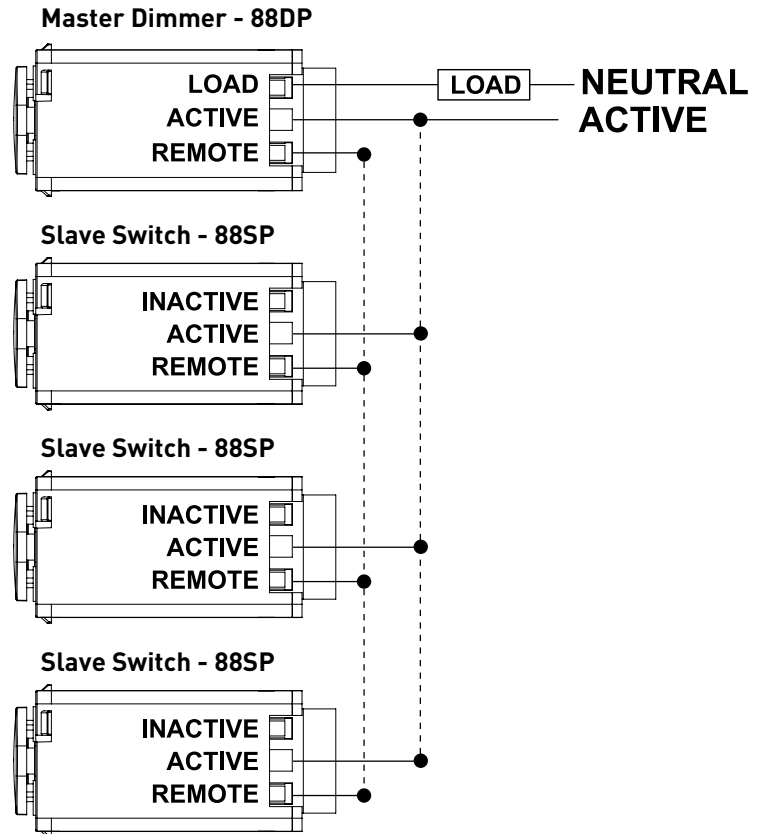 Master Dimmer - 88DP
LOAD
LOAD
NEUTRAL
ACTIVE
ACTIVE
REMOTE
Slave Switch - 88SP
INACTIVE
ACTIVE
REMOTE
Slave Switch - 88SP
INACTIVE
ACTIVE
REMOTE
Slave Switch - 88SP
INACTIVE
ACTIVE
REMOTE